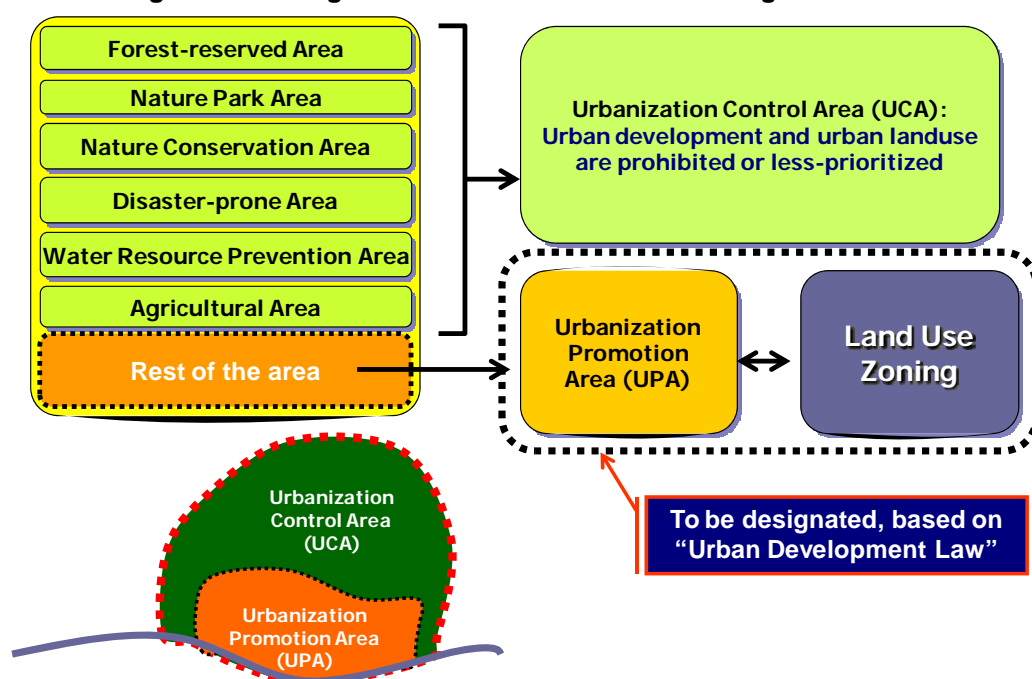 Forest-reserved Area
Nature Park Area
Nature Conservation Area
Disaster-prone Area
Water Resource Prevention Area
Agricultural Area
Rest of the area
Urbanization Control Area (UCA):
Urban development and urban landuse
are prohibited or less-prioritized
Urbanization
Promotion
Area (UPA)
Land Use
Zoning
To be designated, based on
“Urban Development Law”
Urbanization
Control Area
(UCA)
Urbanization
Promotion Area
(UPA)